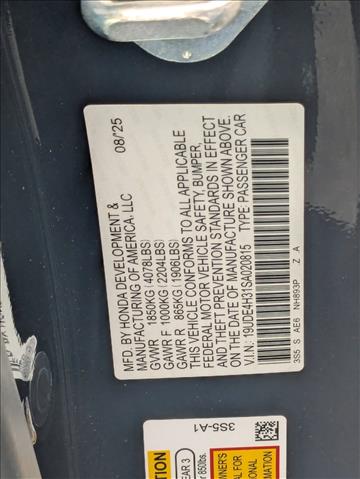 MFD. BY HONDA DEVELOPMENT & 08/'25
MANUFACTURING OF AMERICA, LLC
GVWR 1850KG(4078LBS)
GAWR F 1000KG(2204LBS)
GAWR R 865KG(1906LBS)
THIS VEHICLE CONFORMS TO ALL APPLICABLE
FEDERAL MOTOR VEHICLE SAFETY, BUMPER,
AND THEFT PREVENTION STANDARDS IN EFFECT
ON THE DATE OF MANUFACTURE SHOWN ABOVE.
V.I.N.: 19UDE4H31SA020815 TYPE:PASSENGER CAR
3S5 S AE6 NH893P Z .A
3S5-A1
EAR 3